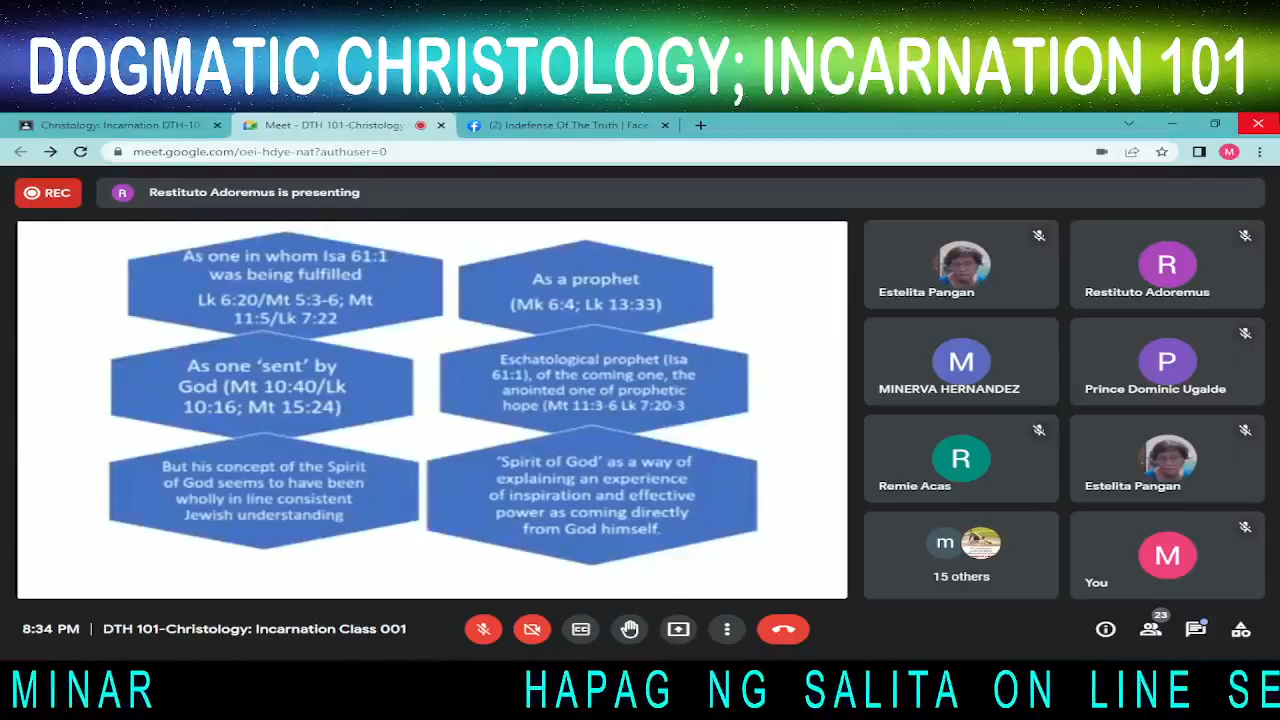 DOGMATIC CHRISTOLOGY; INCARNATION 101
Christology: Incarnation DTH-10
Meet - DTH 101-Christology
(2) Indefense Of The Truth | Face
meet.google.com/oei-hdye-nat?authuser=0
M
REC
R
Restituto Adoremus is presenting
As one in whom Isa 61:1
was being fulfilled
Lk 6:20/Mt 5:3-6; Mt
11:5/Lk 7:22
As a prophet
(Mk 6:4; Lk 13:33)
As one ‘sent’ by
God (Mt 10:40/Lk
10:16; Mt 15:24)
Eschatological prophet (Isa
61:1), of the coming one, the
anointed one of prophetic
hope (Mt 11:3-6 Lk 7:20-3
But his concept of the Spirit
of God seems to have been
wholly in line consistent
Jewish understanding
‘Spirit of God’ as a way of
explaining an experience
of inspiration and effective
power as coming directly
from God himself.
Estelita Pangan
R
Restituto Adoremus
M
MINERVA HERNANDEZ
P
Prince Dominic Ugalde
R
Remie Acas
Estelita Pangan
m
15 others
M
You
8:34 PM | DTH 101-Christology: Incarnation Class 001
CC
23
MINAR HAPAG NG SALITA ON LINE SE